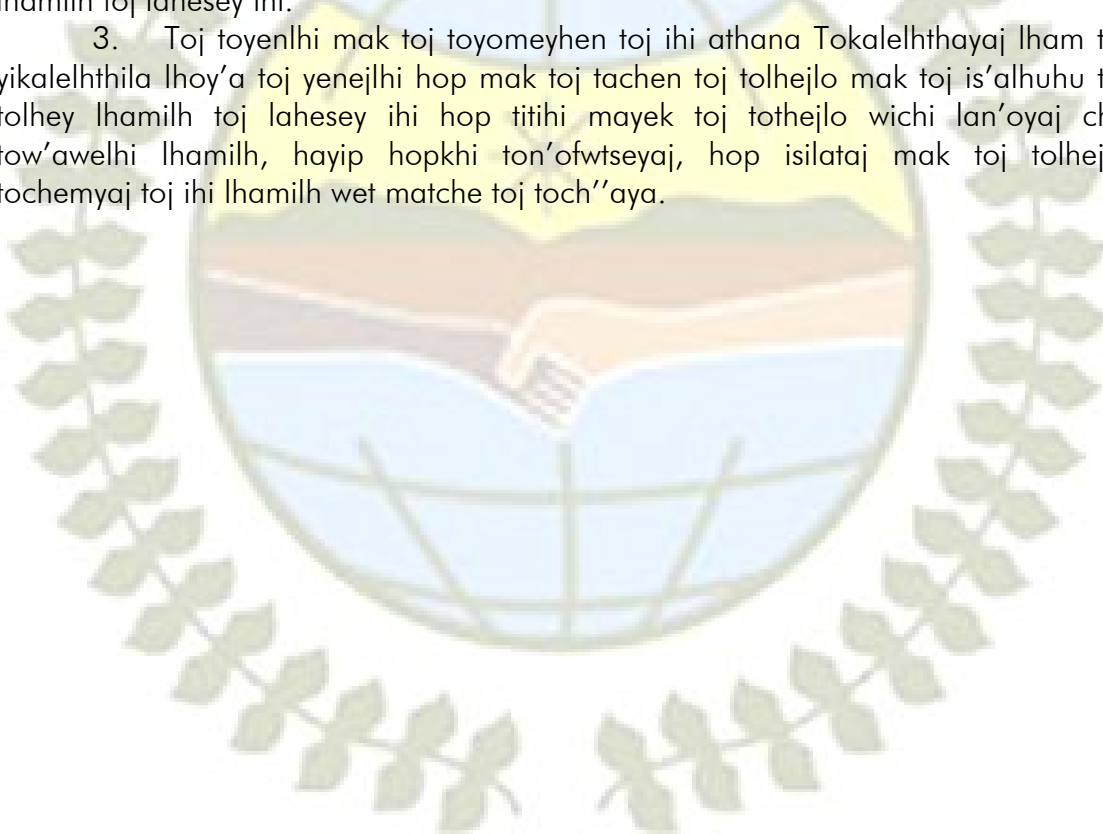 lhamilh toj lahesey ihi.
3. Toj toyenlhi mak toj toyomeyhen toj ihi athana Tokalelhthayaj lham
yikalelhthila lhoy'a toj yenejlhi hop mak toj tachen toj tolhejlo mak toj is'alhuhu
tolhey lhamilh toj lahesey ihi hop titihi mayek toj tothejlo wichi lan'oyaj
tow'awelhi lhamilh, hayip hopkhi ton'ofwtseyaj, hop isilataj mak toj
tochemyaj toj ihi lhamilh wet matche toj toch''aya.